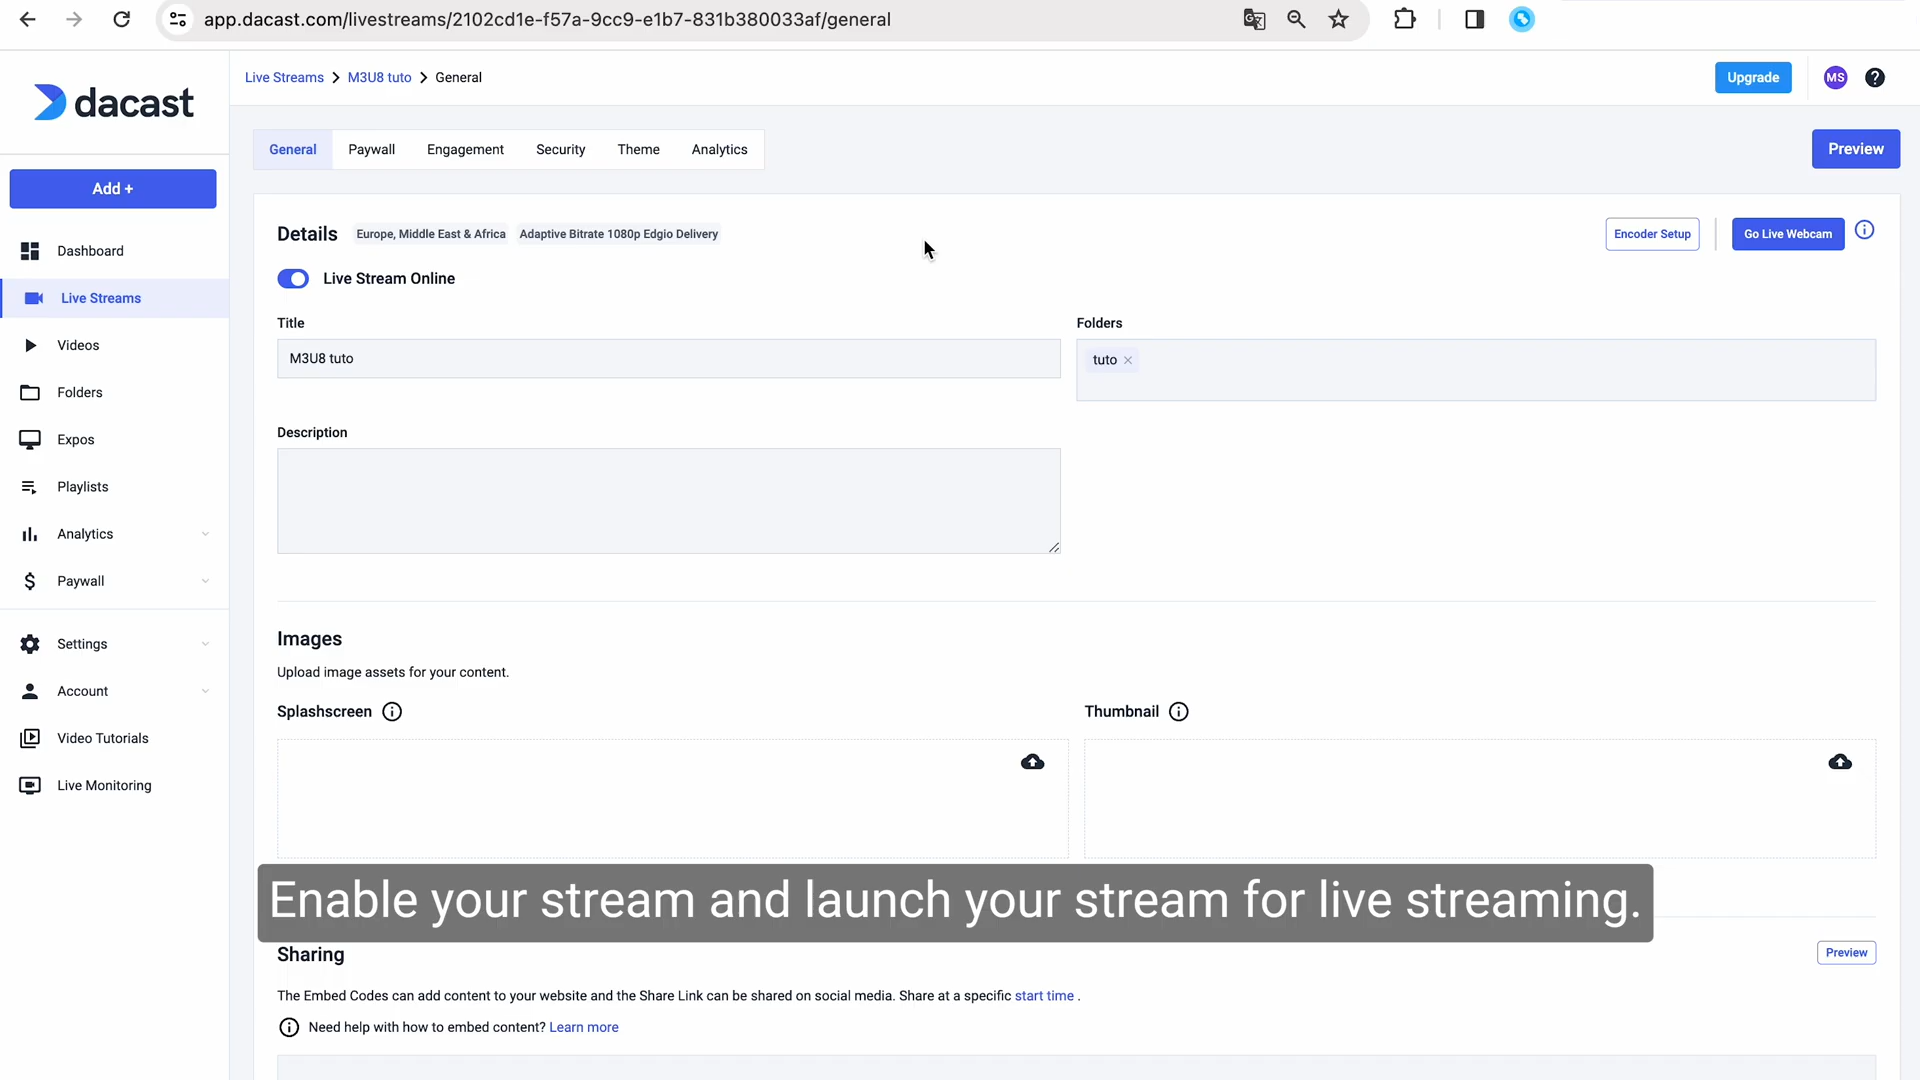 app.dacast.com/livestreams/2102cd1e-f57a-9cc9-e1b7-831b380033af/general
dacast
Live Streams > M3U8 tuto > General
Upgrade
MS
?
General Paywall Engagement Security Theme Analytics
Preview
Add +
Dashboard
Live Streams
Videos
Folders
Expos
Playlists
Analytics
Paywall
Settings
Account
Video Tutorials
Live Monitoring
Details Europe, Middle East & Africa Adaptive Bitrate 1080p Edgio Delivery
Encoder Setup
Go Live Webcam
Live Stream Online
Title
M3U8 tuto
Folders
tuto
Description
Images
Upload image assets for your content.
Splashscreen
Thumbnail
Enable your stream and launch your stream for live streaming.
Sharing
Preview
The Embed Codes can add content to your website and the Share Link can be shared on social media. Share at a specific start time .
Need help with how to embed content? Learn more